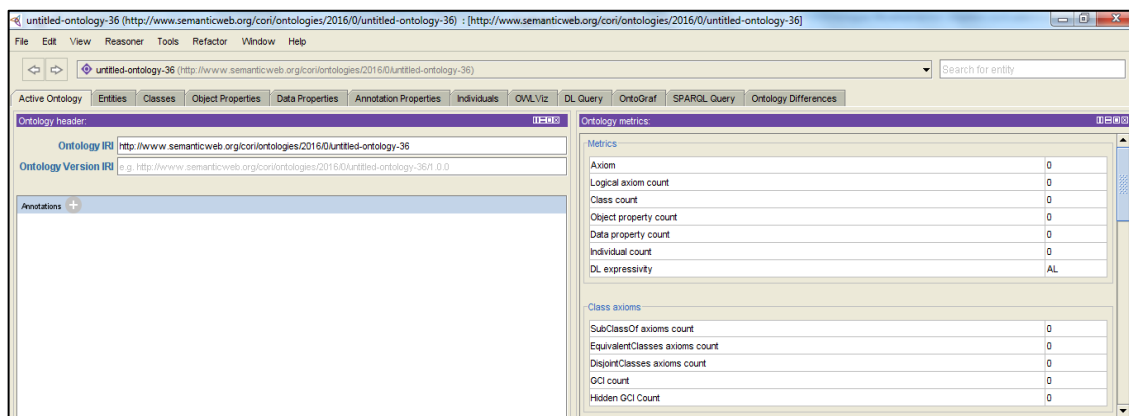 untitled-ontology-36 (http://www.semanticweb.org/cori/ontologies/2016/0/untitled-ontology-36) : [http://www.semanticweb.org/cori/ontologies/2016/0/untitled-ontology-36]
File Edit View Reasoner Tools Refactor Window Help
untitled-ontology-36 (http://www.semanticweb.org/cori/ontologies/2016/0/untitled-ontology-36) Search for entity
Active Ontology Entities Classes Object Properties Data Properties Annotation Properties Individuals OWLViz DL Query OntoGraf SPARQL Query Ontology Differences
Ontology header:
Ontology IRI http://www.semanticweb.org/cori/ontologies/2016/0/untitled-ontology-36
Ontology Version IRI e.g. http://www.semanticweb.org/cori/ontologies/2016/0/untitled-ontology-36/1.0.0
Annotations
Ontology metrics:
Metrics
Axiom 0
Logical axiom count 0
Class count 0
Object property count 0
Data property count 0
Individual count 0
DL expressivity AL
Class axioms
SubClassOf axioms count 0
EquivalentClasses axioms count 0
DisjointClasses axioms count 0
GCI count 0
Hidden GCI Count 0